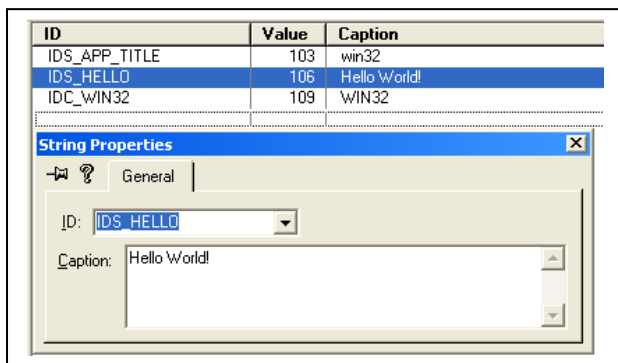 ID Value Caption
IDS_APP_TITLE 103 win32
IDS_HELLO 106 Hello World!
IDC_WIN32 109 WIN32
String Properties
General
ID: IDS_HELLO
Caption: Hello World!